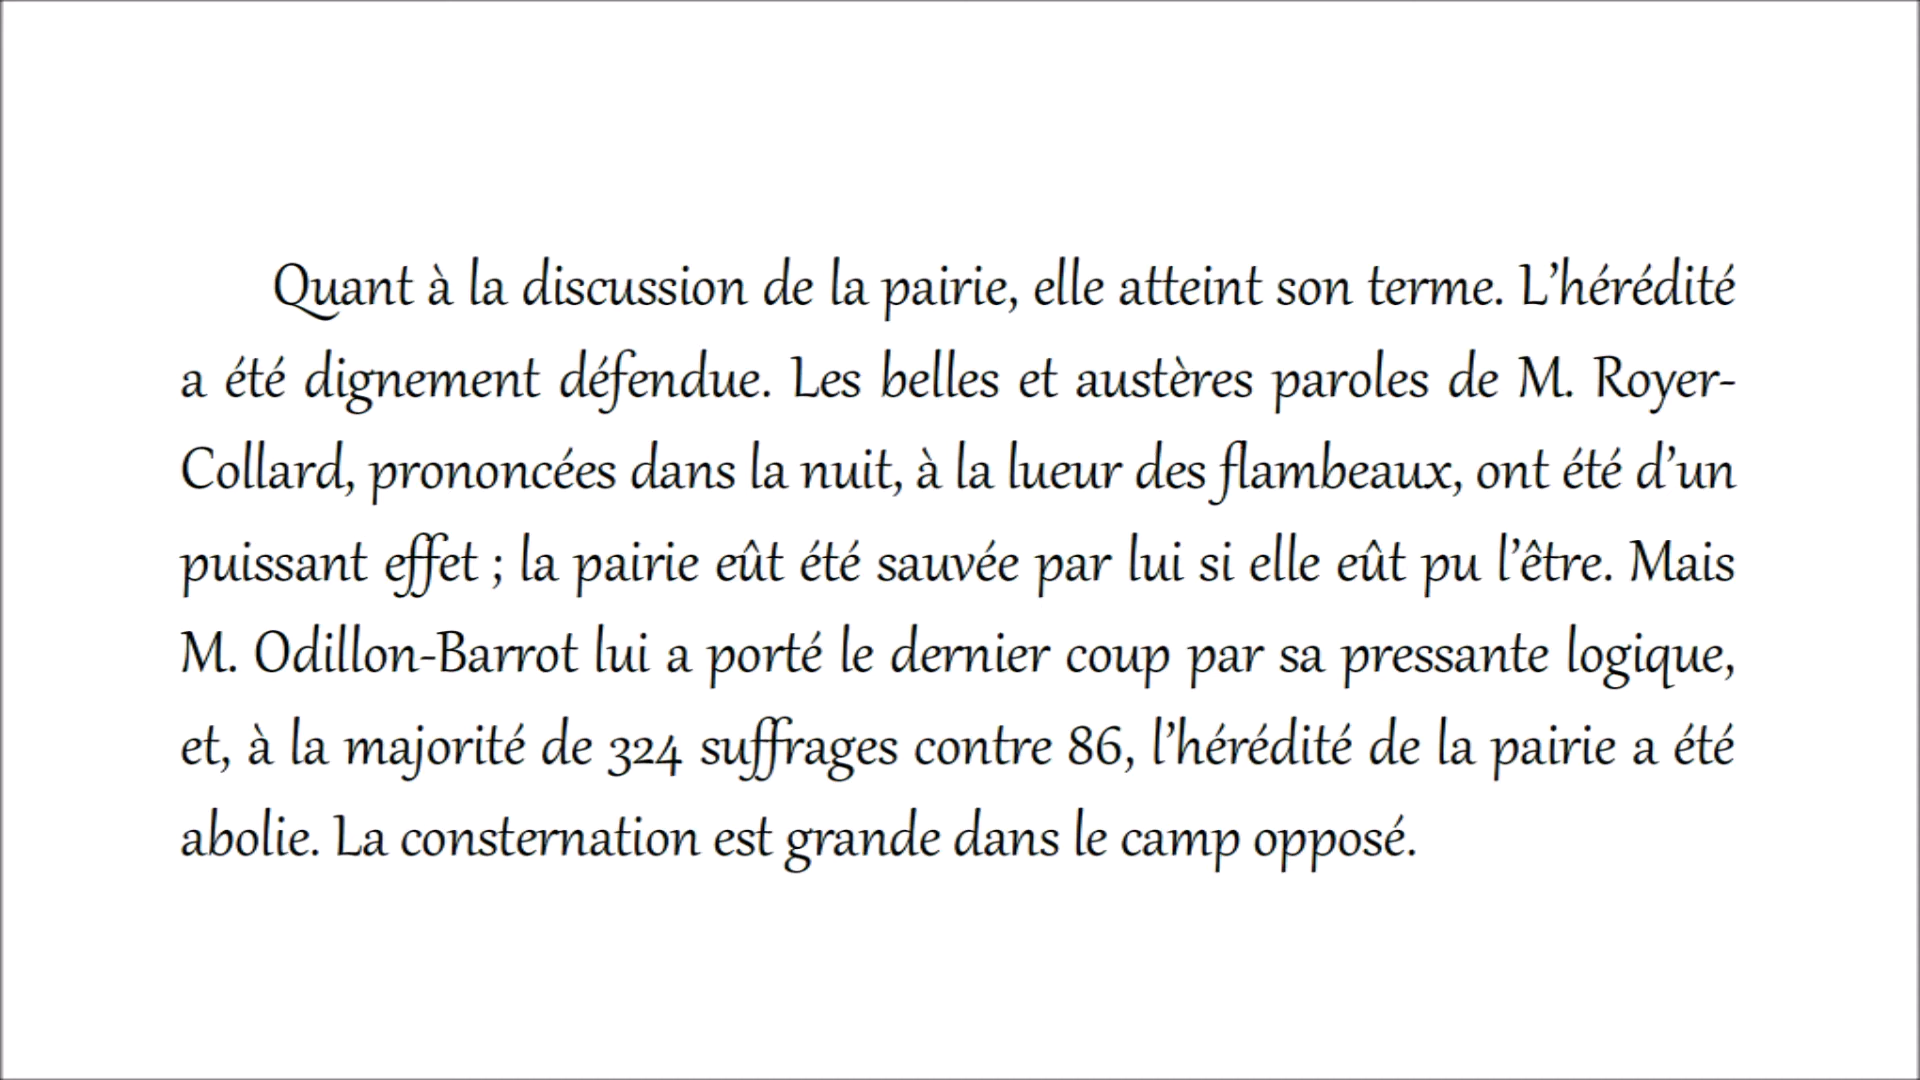 Quant à la discussion de la pairie, elle atteint son terme. L’hérédité
a été dignement défendue. Les belles et austères paroles de M. Royer-
Collard, prononcées dans la nuit, à la lueur des flambeaux, ont été d’un
puissant effet ; la pairie eût été sauvée par lui si elle eût pu l’être. Mais
M. Odillon-Barrot lui a porté le dernier coup par sa pressante logique,
et, à la majorité de 324 suffrages contre 86, l’hérédité de la pairie a été
abolie. La consternation est grande dans le camp opposé.